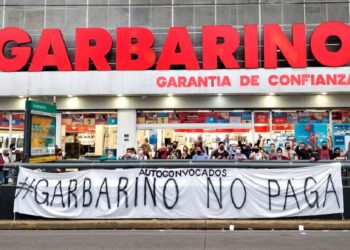 GARBARINO
GARANTIA DE CONFIANZA
AUTOCONVOCADOS
#GARBARINO NO PAGA